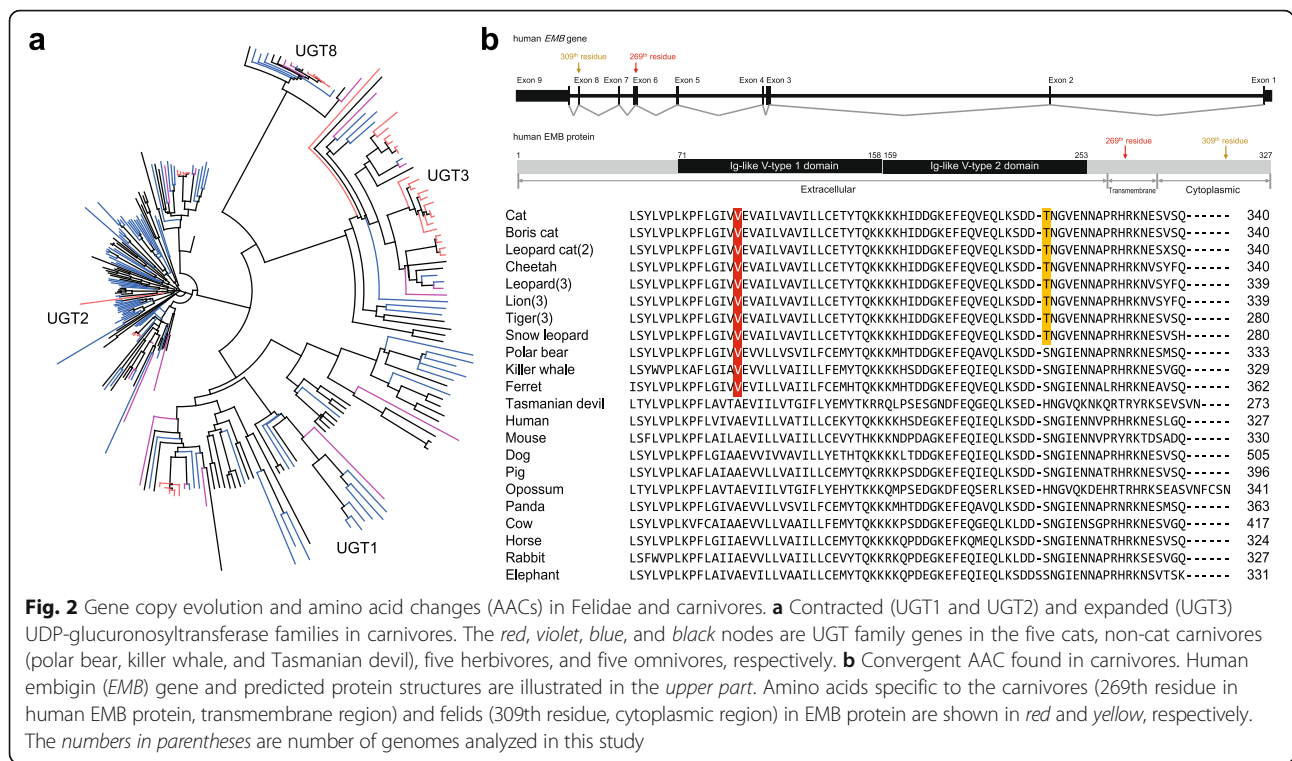 a
UGT8
UGT3
UGT2
UGT1
b
human EMB gene
309th residue
269th residue
Exon 9
Exon 8
Exon 7
Exon 6
Exon 5
Exon 4
Exon 3
Exon 2
Exon 1
human EMB protein
269th residue
309th residue
1
71
158
159
253
327
Ig-like V-type 1 domain
Ig-like V-type 2 domain
Extracellular
Transmembrane
Cytoplasmic
Cat LSYLVPLKPFLGIVVEVAILVAVILLCETYTQKKKKHIDDGKEFEQVEQLKSDD-TNGVENNAPRHRKNESVSQ------ 340
Boris cat LSYLVPLKPFLGIVVEVAILVAVILLCETYTQKKKKHIDDGKEFEQVEQLKSDD-TNGVENNAPRHRKNESVSQ------ 340
Leopard cat(2) LSYLVPLKPFLGIVVEVAILVAVILLCETYTQKKKKHIDDGKEFEQVEQLKSDD-TNGVENNAPRHRKNESXSQ------ 340
Cheetah LSYLVPLKPFLGIVVEVAILVAVILLCETYTQKKKKHIDDGKEFEQVEQLKSDD-TNGVENNAPRHRKNVSYFQ------ 340
Leopard(3) LSYLVPLKPFLGIVVEVAILVAVILLCETYTQKKKKHIDDGKEFEQVEQLKSDD-TNGVENNAPRHRKNVSYFQ------ 339
Lion(3) LSYLVPLKPFLGIVVEVAILVAVILLCETYTQKKKKHIDDGKEFEQVEQLKSDD-TNGVENNAPRHRKNVSYFQ------ 339
Tiger(3) LSYLVPLKPFLGIVVEVAILVAVILLCETYTQKKKKHIDDGKEFEQVEQLKSDD-TNGVENNAPRHRKNESVSQ------ 280
Snow leopard LSYLVPLKPFLGIVVEVAILVAVILLCETYTQKKKKHIDDGKEFEQVEQLKSDD-TNGVENNAPRHRKNESVSH------ 280
Polar bear LSYLVPLKPFLGIVVEVVLLVSVILFCEMYTQKKKMHTDDGKEFEQAVQLKSDD-SNGIENNAPRNRKNESMSQ------ 333
Killer whale LSYWVPLKAFLGIAVEVVLLVAVILLFEMYTQKKKKHSDDGKEFEQIEQLKSDD-SNGIENNAPRHRKNESVGQ------ 329
Ferret ISYLVPLKPFLGIVVEVILLVAIILFCEMHTQKKKMHTDDGKEFEQVEQLKSDD-SNGIENNALRHRKNEAVSQ------ 362
Tasmanian devil LTYLVPLKPFLAVTAEVIILVTGIFLYEMYTKRRQLPSESGNDFEQGEQLKSED-HNGVQKNKQRTRYRKSEVSVN---- 273
Human LSYLVPLKPFLVIVAEVILLVATILLCEKYTQKKKKHSDEGKEFEQIEQLKSDD-SNGIENNVPRHRKNESLGQ------ 327
Mouse LSFLVPLKPFLAILAEVILLVAIILLCEVYTHKKKNDPDAGKEFEQIEQLKSDD-SNGIENNVPRYRKTDSADQ------ 330
Dog LSYLVPLKPFLGIAAEVVIVVAVILLYETHTQKKKLTDDGKEFEQIEQLKSDD-SNGIENNAPRHRKNESVSQ------ 505
Pig LSYLVPLKAFLAIAAEVVLLVAIILLCEMYTQKRKKPSDDGKEFEQIEQLKSDD-SNGIENNATRHRKNESVSQ------ 396
Opossum LTYLVPLKPFLAVTAEVIILVTGIFLYEHYTKKKQMPSEDGKDFEQSERLKSED-HNGVQKDEHRTRHRKSEASVNFCSN 341
Panda LSYLVPLKPFLGIVAEVVLLVSVILFCEMYTQKKKMHTDDGKEFEQAVQLKSDD-SNGIENNAPRNRKNESMSQ------ 363
Cow LSYLVPLKVFCAIAAEVVLLVAIILLFEMYTQKKKKPSDDGKEFEQGEQLKLDD-SNGIENSGPRHRKNESVGQ------ 417
Horse LSYLVPLKPFLGIIAEVVLLVAIILLCEMYTQKKKKQPDDGKEFKQMEQLKSDD-SNGIENNAPRHRKNESVSQ------ 324
Rabbit LSFWVPLKPFLAIIAEVVLLVAIILLCEVYTKKRKQPDEGKEFEQIEQLKLDD-SNGIENNAPRHRKSESVGQ------ 327
Elephant LSYLVPLKPFLAIVAEVILLVAAILLCEMYTQKKKKQPDEGKEFEQIEQLKSDDSSNGIENNAPRHRKNSVTSK------ 331
Fig. 2 Gene copy evolution and amino acid changes (AACs) in Felidae and carnivores. a Contracted (UGT1 and UGT2) and expanded (UGT3)
UDP-glucuronosyltransferase families in carnivores. The red, violet, blue, and black nodes are UGT family genes in the five cats, non-cat carnivores
(polar bear, killer whale, and Tasmanian devil), five herbivores, and five omnivores, respectively. b Convergent AAC found in carnivores. Human
embigin (EMB) gene and predicted protein structures are illustrated in the upper part. Amino acids specific to the carnivores (269th residue in
human EMB protein, transmembrane region) and felids (309th residue, cytoplasmic region) in EMB protein are shown in red and yellow, respectively.
The numbers in parentheses are number of genomes analyzed in this study